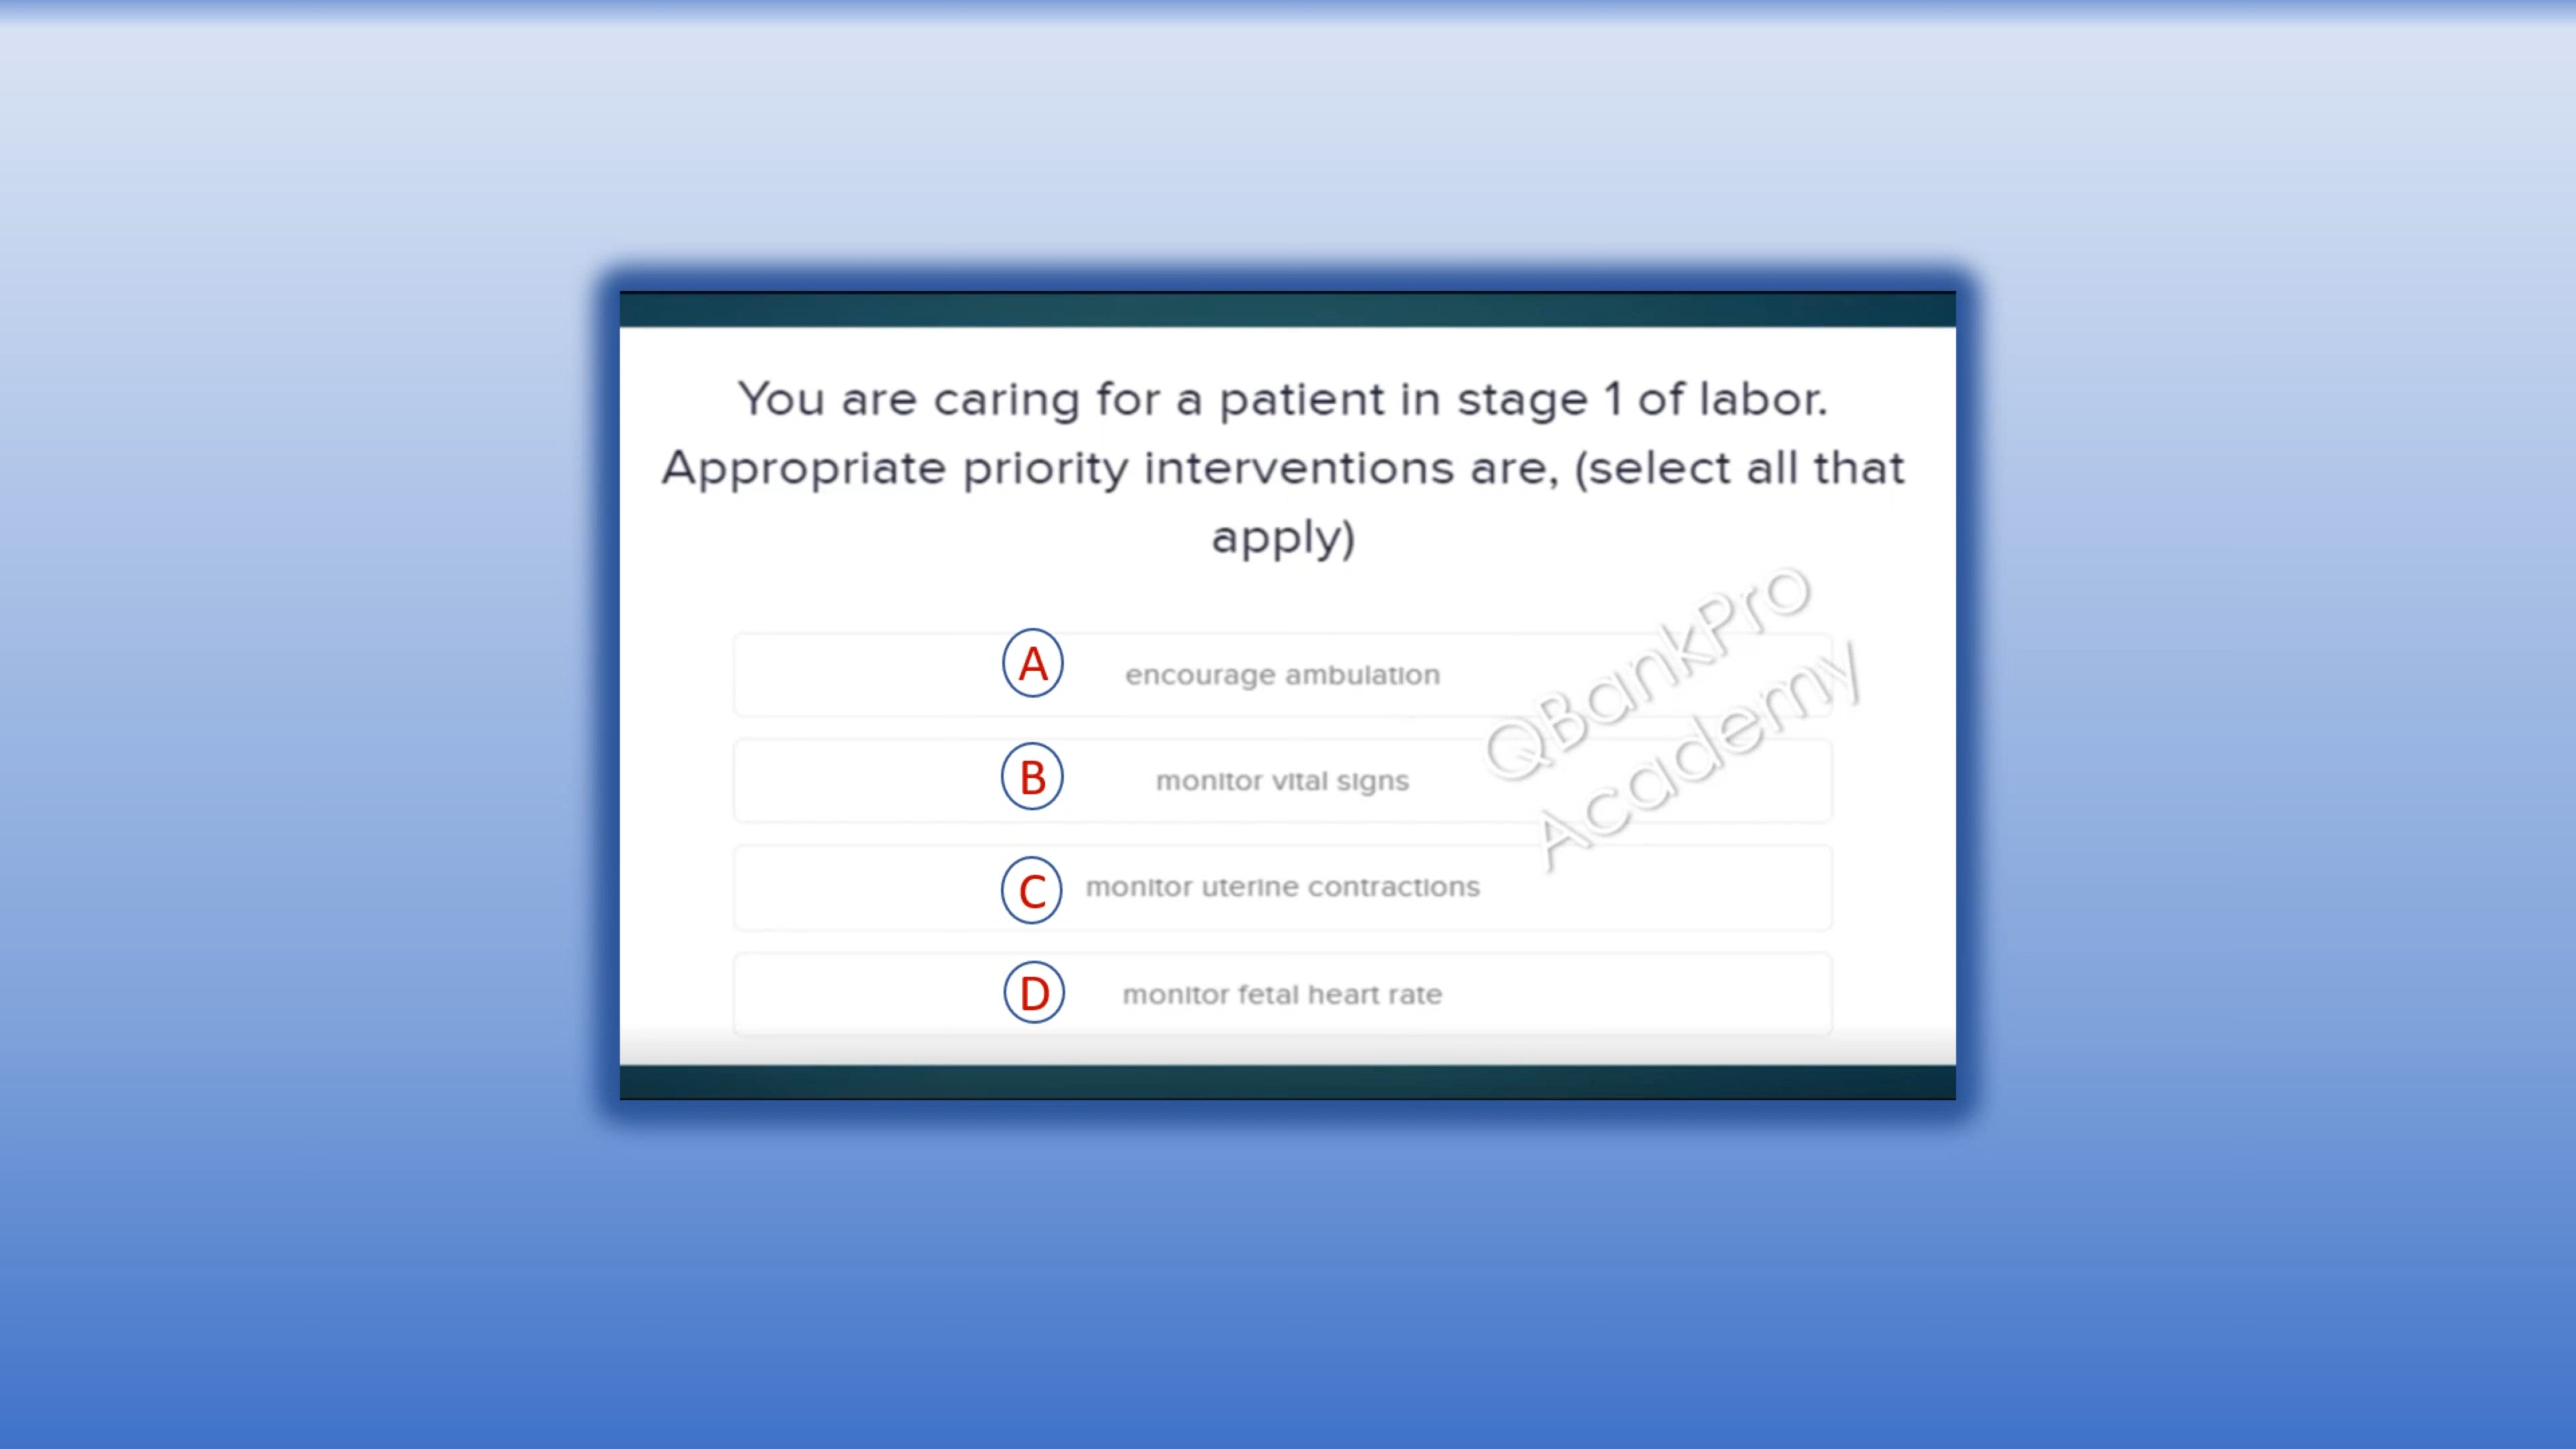 You are caring for a patient in stage 1 of labor.
Appropriate priority interventions are, (select all that
apply)
QBankPro
Academy
A encourage ambulation
B monitor vital signs
C monitor uterine contractions
D monitor fetal heart rate